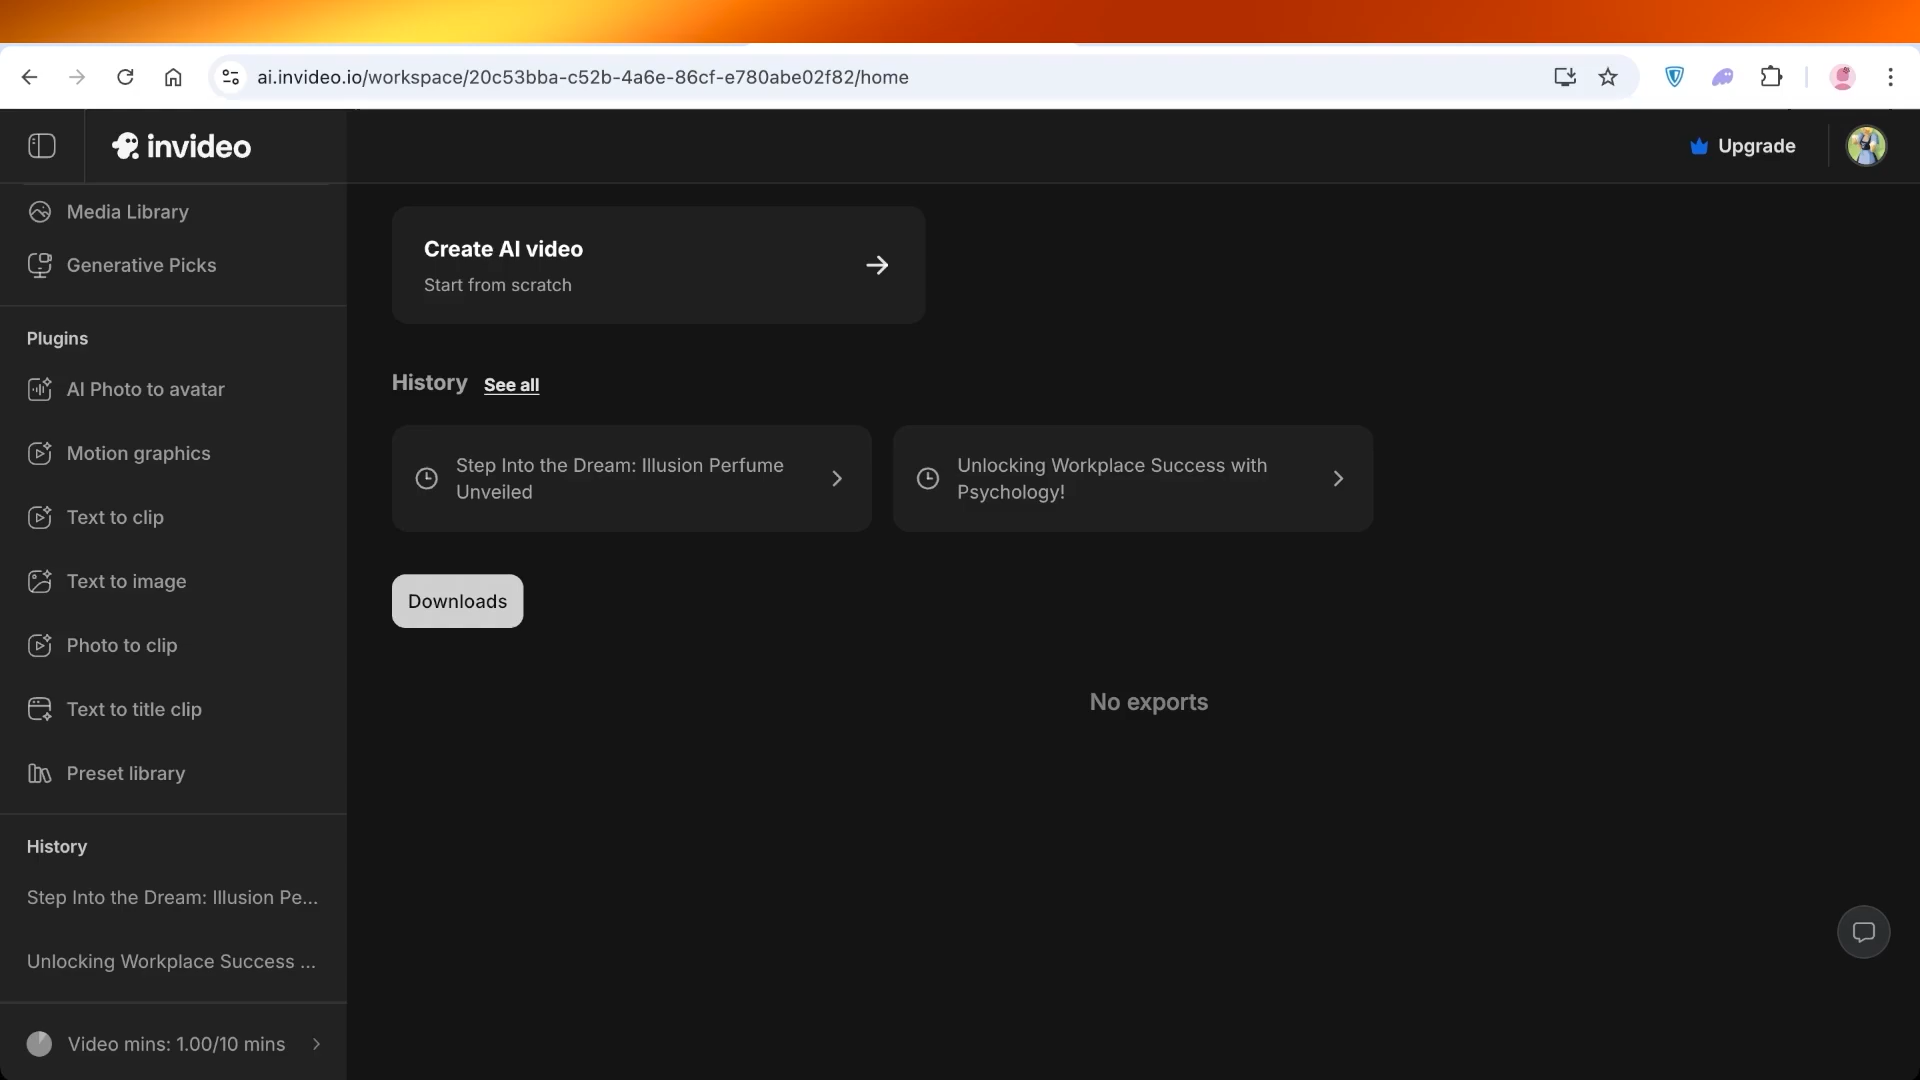 ai.invideo.io/workspace/20c53bba-c52b-4a6e-86cf-e780abe02f82/home
invideo
Upgrade
Media Library
Generative Picks
Plugins
AI Photo to avatar
Motion graphics
Text to clip
Text to image
Photo to clip
Text to title clip
Preset library
History
Step Into the Dream: Illusion Pe...
Unlocking Workplace Success ...
Video mins: 1.00/10 mins
Create AI video
Start from scratch
History See all
Step Into the Dream: Illusion Perfume
Unveiled
Unlocking Workplace Success with
Psychology!
Downloads
No exports